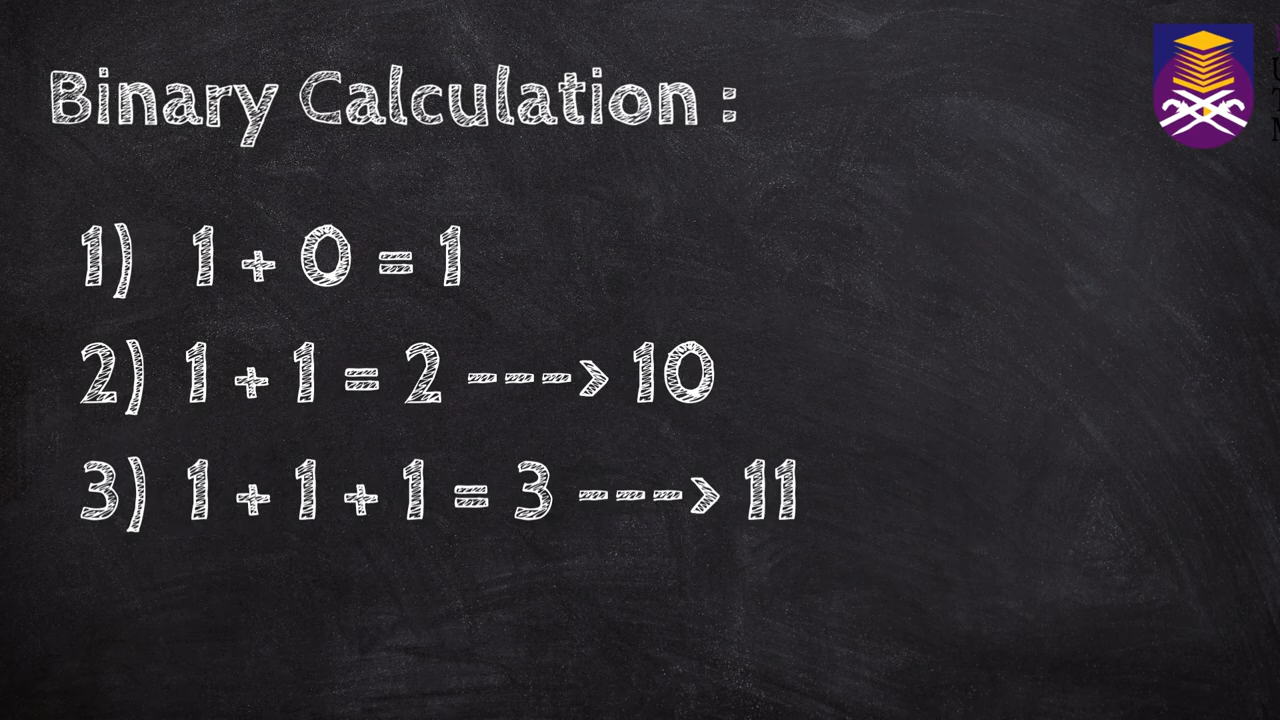 Binary Calculation :
1) 1 + 0 = 1
2) 1 + 1 = 2 ---> 10
3) 1 + 1 + 1 = 3 ---> 11